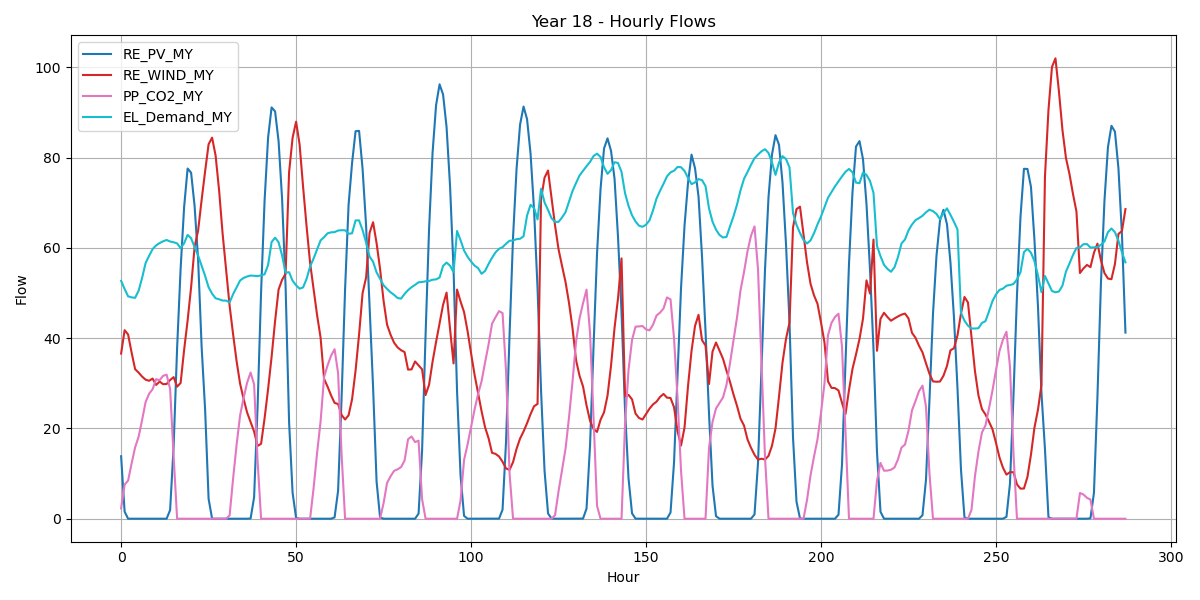 Year 18 - Hourly Flows
RE_PV_MY
RE_WIND_MY
PP_CO2_MY
EL_Demand_MY
100
80
60
40
20
0
Flow
0 50 100 150 200 250 300
Hour